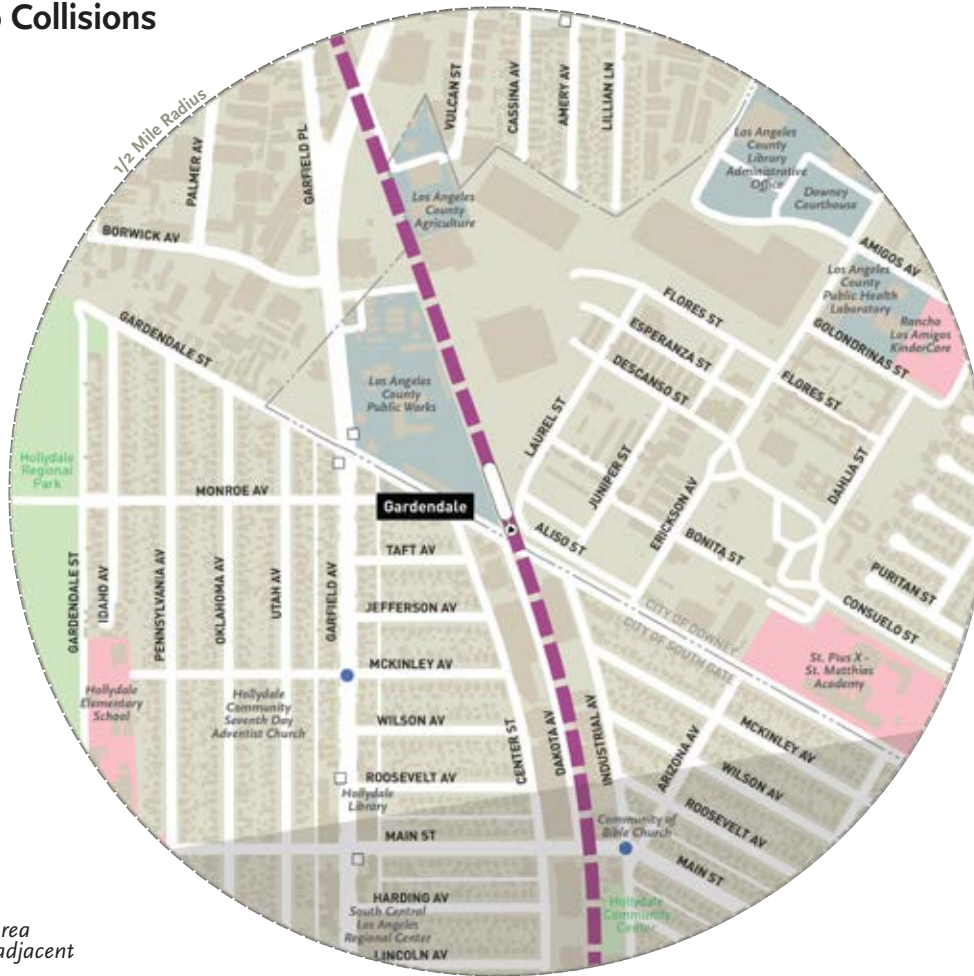 Collisions
1/2 Mile Radius
PALMER AV
GARFIELD PL
VULCAN ST
CASSINA AV
AMERY AV
LILLIAN LN
BORWICK AV
Los Angeles
County
Agriculture
Los Angeles
County
Library
Administrative
Office
Downey
Courthouse
AMIGOS AV
Los Angeles
County
Public Health
Laboratory
Rancho
Los Amigos
KinderCare
GOLONDRINAS ST
FLORES ST
ESPERANZA ST
DESCANSO ST
FLORES ST
GARDENDALE ST
Los Angeles
County
Public Works
LAUREL ST
JUNIPER ST
ERICKSON AV
DAHLIA ST
Hollydale
Regional
Park
MONROE AV
Gardendale
ALISO ST
BONITA ST
PURITAN ST
CONSUELO ST
GARDENDALE ST
IDAHO AV
PENNSYLVANIA AV
OKLAHOMA AV
UTAH AV
GARFIELD AV
TAFT AV
JEFFERSON AV
MCKINLEY AV
WILSON AV
ROOSEVELT AV
CITY OF DOWNEY
CITY OF SOUTH GATE
St. Pius X -
St. Matthias
Academy
Hollydale
Elementary
School
Hollydale
Community
Seventh Day
Adventist Church
CENTER ST
DAKOTA AV
INDUSTRIAL AV
ARIZONA AV
MCKINLEY AV
WILSON AV
ROOSEVELT AV
MAIN ST
Hollydale
Library
Community of
Bible Church
MAIN ST
HARDING AV
South Central
Los Angeles
Regional Center
LINCOLN AV
Hollydale
Community
Center
rea
adjacent